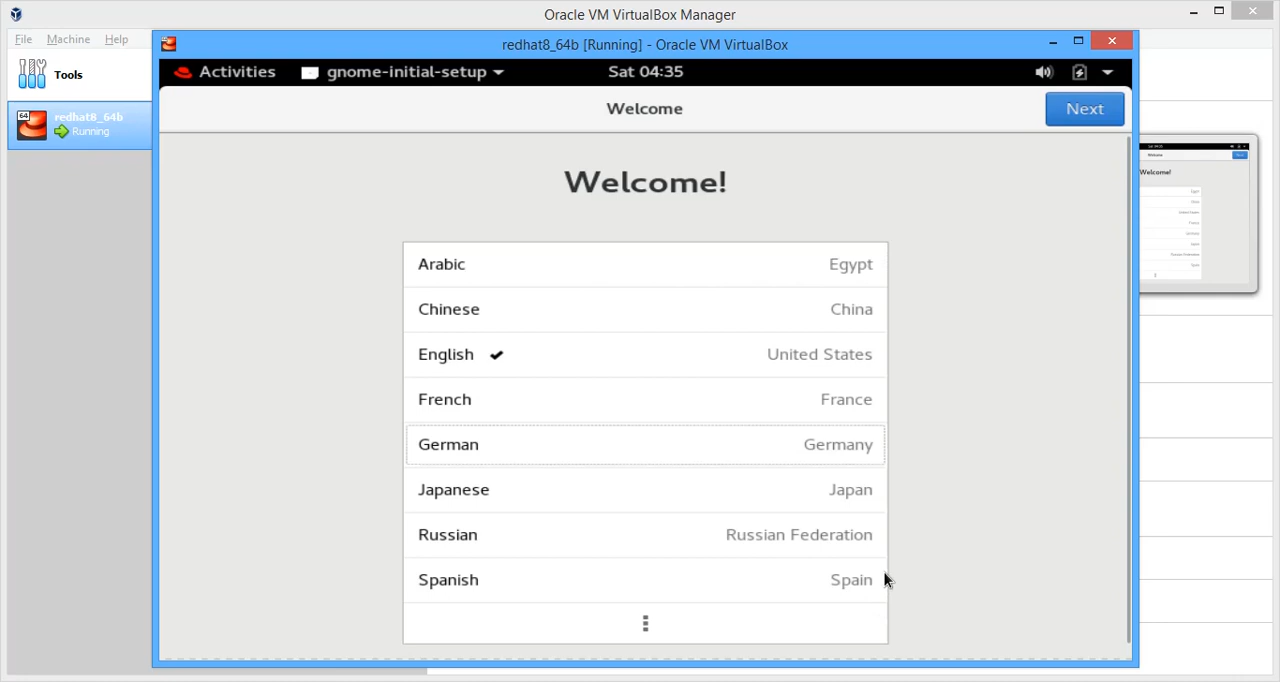 Oracle VM VirtualBox Manager
File Machine Help
redhat8_64b [Running] - Oracle VM VirtualBox
Tools
Activities gnome-initial-setup Sat 04:35
Welcome Next
64 redhat8_64b
Running
Welcome!
Arabic Egypt
Chinese China
English United States
French France
German Germany
Japanese Japan
Russian Russian Federation
Spanish Spain
Welcome!